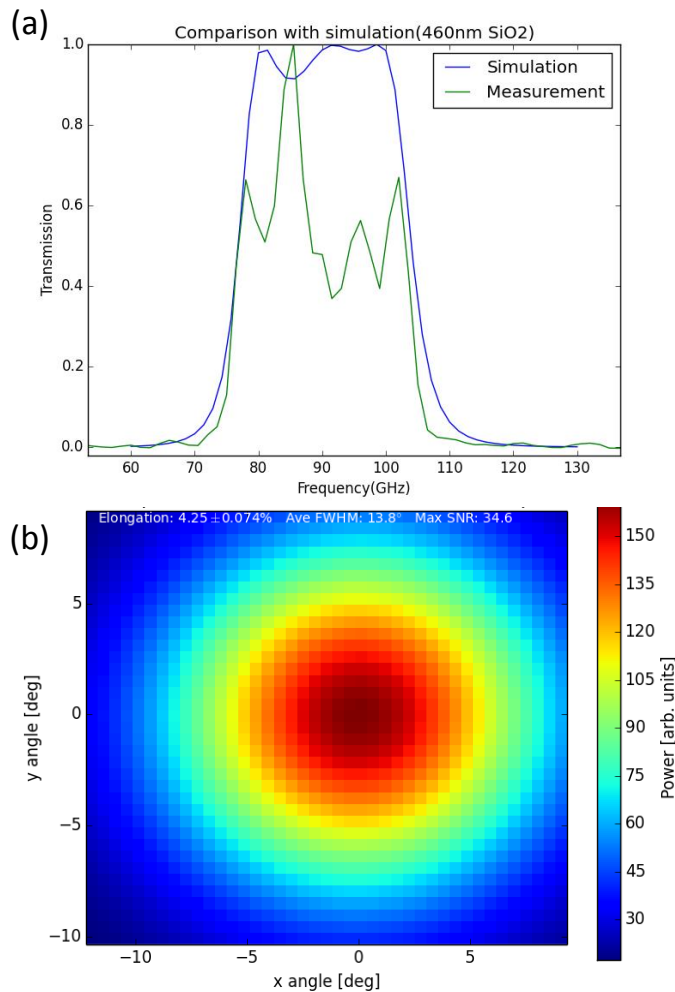 (a)
Comparison with simulation(460nm SiO2)
1.0
0.8
0.6
0.4
0.2
0.0
Transmission
Simulation
Measurement
60 70 80 90 100 110 120 130
Frequency(GHz)
(b)
Elongation: 4.25±0.074% Ave FWHM: 13.8° Max SNR: 34.6
5
0
−5
−10
y angle [deg]
−10 −5 0 5
x angle [deg]
150
135
120
105
90
75
60
45
30
Power [arb. units]